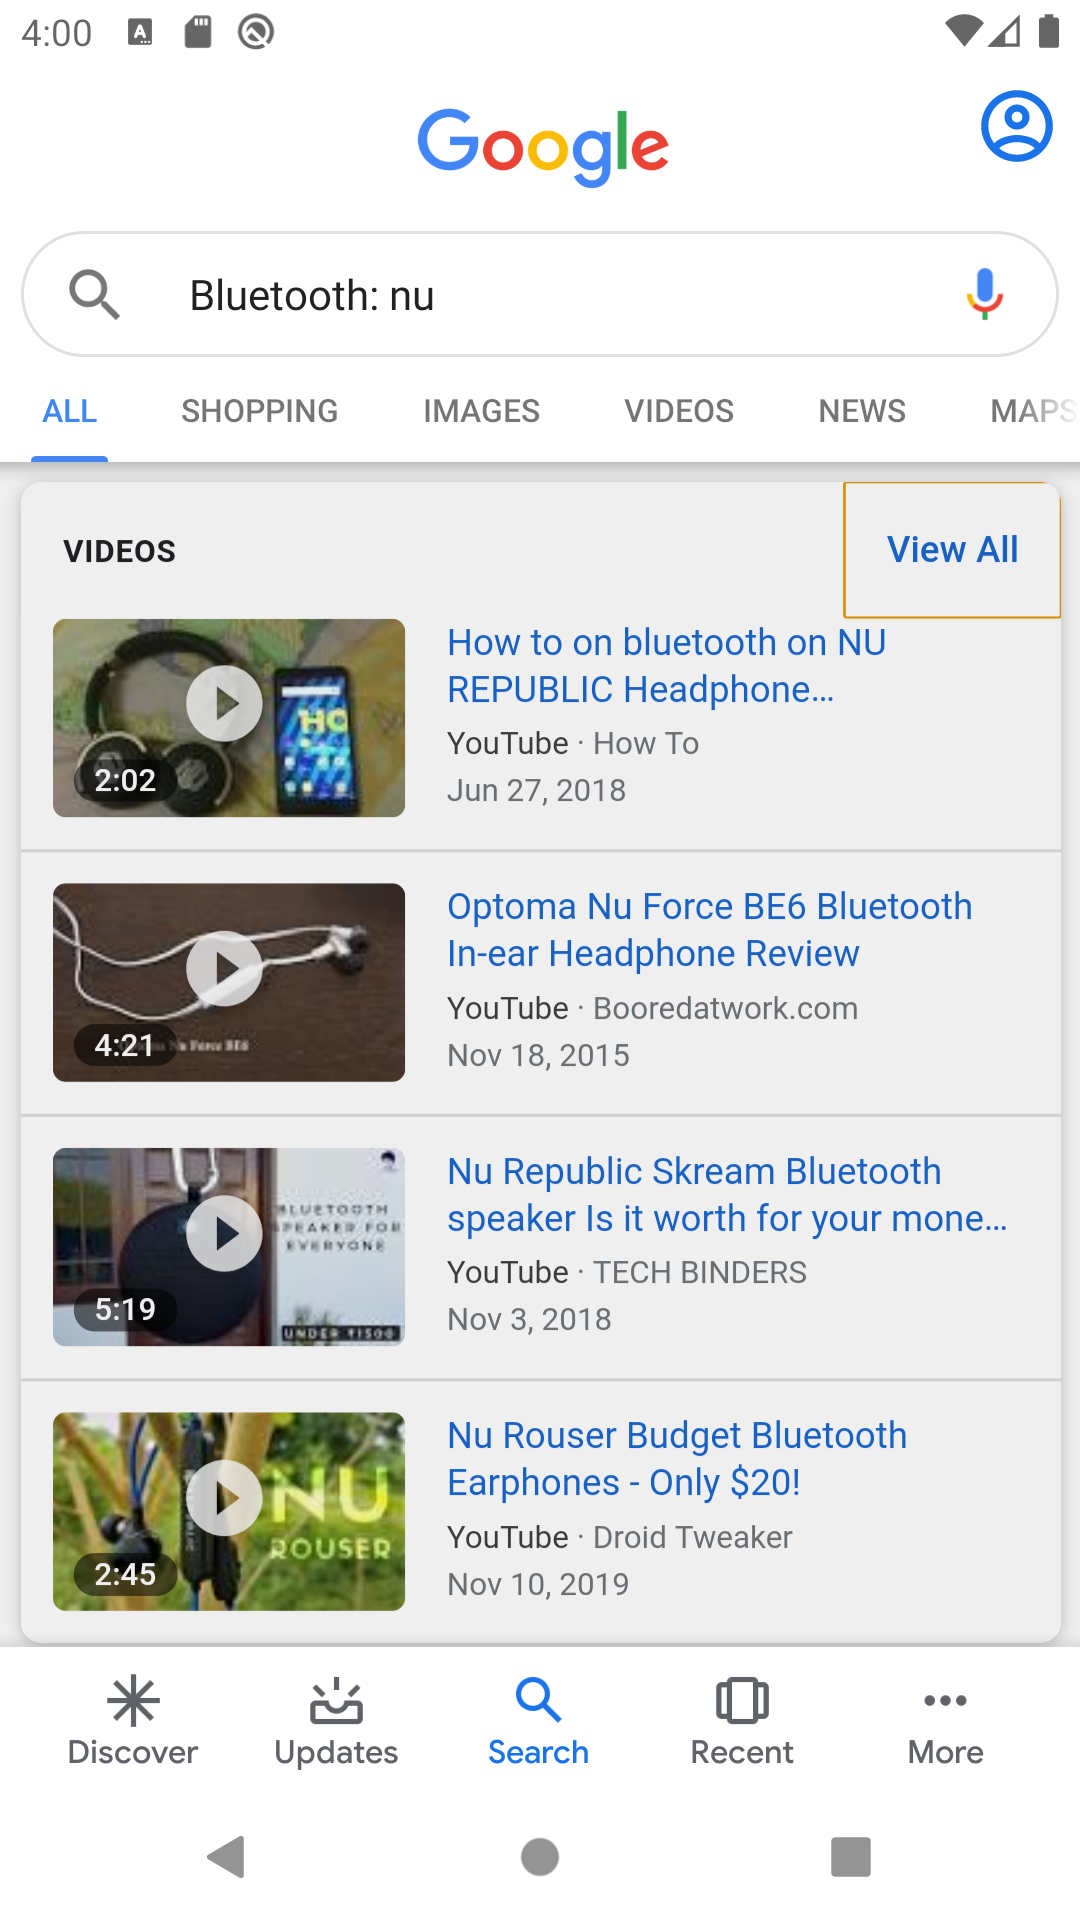 4:00
Google
Bluetooth: nu
ALL SHOPPING IMAGES VIDEOS NEWS MAPS
VIDEOS
View All
How to on bluetooth on NU
REPUBLIC Headphone…
YouTube · How To
Jun 27, 2018
HO
2:02
Optoma Nu Force BE6 Bluetooth
In-ear Headphone Review
YouTube · Booredatwork.com
Nov 18, 2015
4:21
Nu Force BE6
Nu Republic Skream Bluetooth
speaker Is it worth for your mone…
YouTube · TECH BINDERS
Nov 3, 2018
BLUETOOTH
SPEAKER FOR
EVERYONE
5:19
UNDER ₹1500
Nu Rouser Budget Bluetooth
Earphones - Only $20!
YouTube · Droid Tweaker
Nov 10, 2019
NU
ROUSER
2:45
Discover Updates Search Recent More